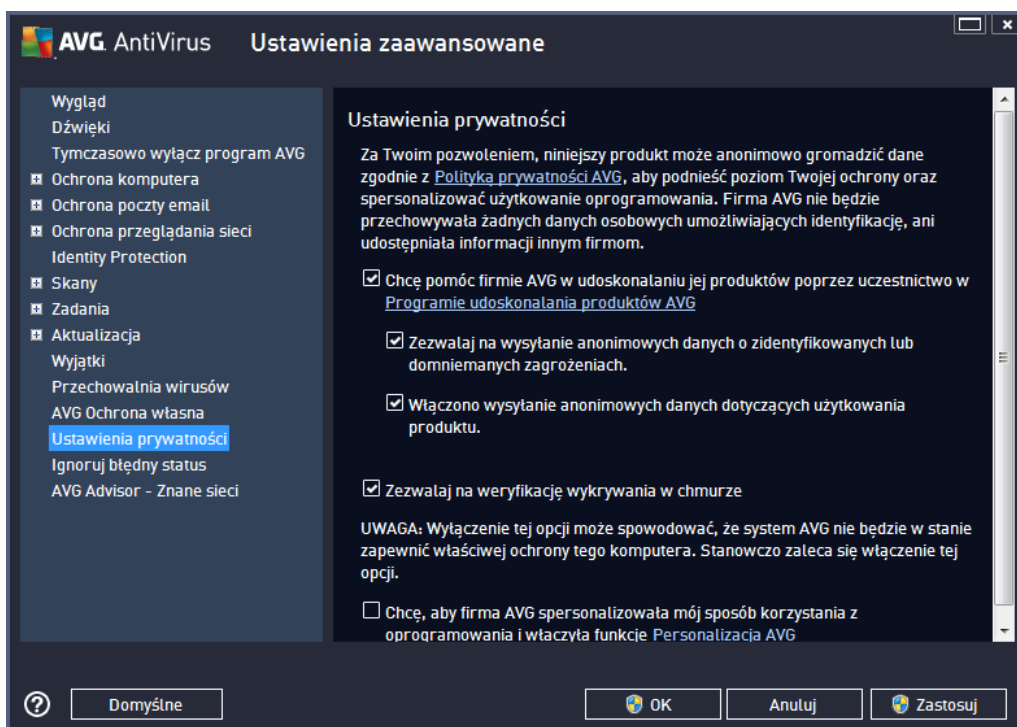 AVG. AntiVirus Ustawienia zaawansowane
Wygląd
Dźwięki
Tymczasowo wyłącz program AVG
Ochrona komputera
Ochrona poczty email
Ochrona przeglądania sieci
Identity Protection
Skany
Zadania
Aktualizacja
Wyjątki
Przechowalnia wirusów
AVG Ochrona własna
Ustawienia prywatności
Ignoruj błędny status
AVG Advisor - Znane sieci
Ustawienia prywatności
Za Twoim pozwoleniem, niniejszy produkt może anonimowo gromadzić dane
zgodnie z Polityką prywatności AVG, aby podnieść poziom Twojej ochrony oraz
spersonalizować użytkowanie oprogramowania. Firma AVG nie będzie
przechowywała żadnych danych osobowych umożliwiających identyfikację, ani
udostępniała informacji innym firmom.
Chcę pomóc firmie AVG w udoskonalaniu jej produktów poprzez uczestnictwo w
Programie udoskonalania produktów AVG
Zezwalaj na wysyłanie anonimowych danych o zidentyfikowanych lub
domniemanych zagrożeniach.
Włączono wysyłanie anonimowych danych dotyczących użytkowania
produktu.
Zezwalaj na weryfikację wykrywania w chmurze
UWAGA: Wyłączenie tej opcji może spowodować, że system AVG nie będzie w stanie
zapewnić właściwej ochrony tego komputera. Stanowczo zaleca się włączenie tej
opcji.
Chcę, aby firma AVG spersonalizowała mój sposób korzystania z
oprogramowania i włączyła funkcję Personalizacja AVG
Domyślne
OK
Anuluj
Zastosuj